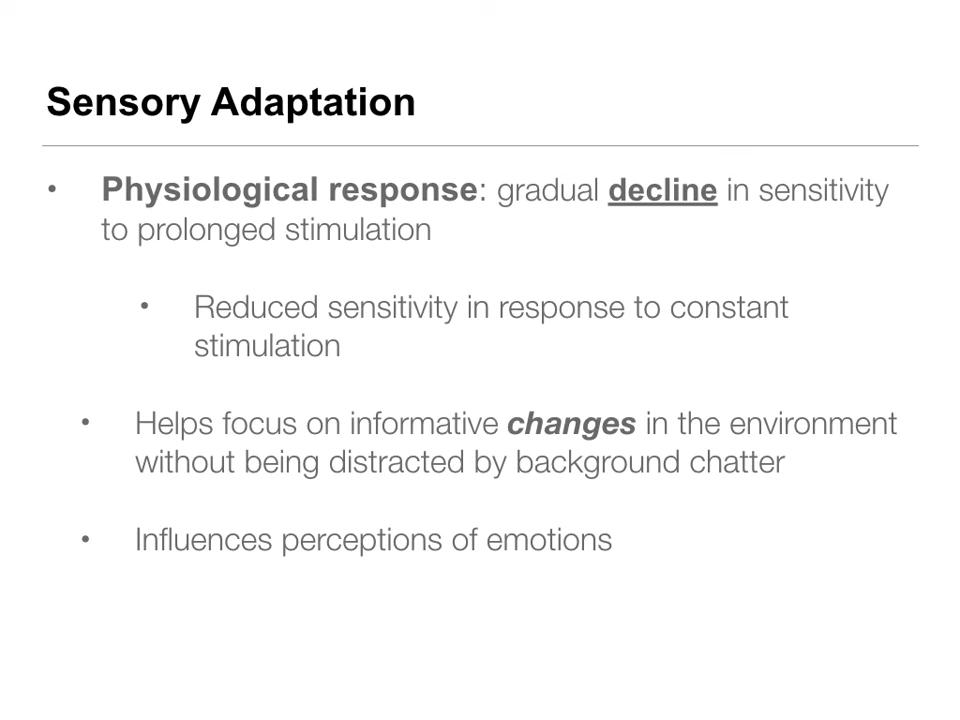 Sensory Adaptation
• Physiological response: gradual decline in sensitivity
to prolonged stimulation
• Reduced sensitivity in response to constant
stimulation
• Helps focus on informative changes in the environment
without being distracted by background chatter
• Influences perceptions of emotions